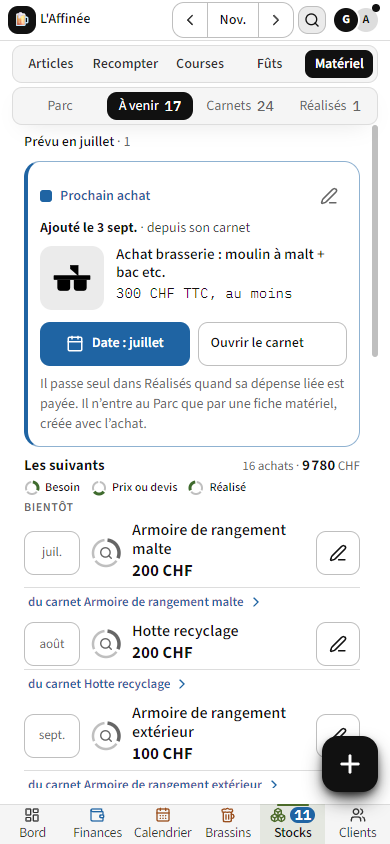 L'Affinée
Nov.
G
A
Articles
Recompter
Courses
Fûts
Matériel
Parc
À venir 17
Carnets 24
Réalisés 1
Prévu en juillet · 1
Prochain achat
Ajouté le 3 sept. · depuis son carnet
Achat brasserie : moulin à malt +
bac etc.
300 CHF TTC, au moins
Date : juillet
Ouvrir le carnet
Il passe seul dans Réalisés quand sa dépense liée est
payée. Il n'entre au Parc que par une fiche matériel,
créée avec l'achat.
Les suivants
16 achats · 9 780 CHF
Besoin
Prix ou devis
Réalisé
BIENTÔT
juil.
Armoire de rangement
malte
200 CHF
du carnet Armoire de rangement malte
août
Hotte recyclage
200 CHF
du carnet Hotte recyclage
sept.
Armoire de rangement
extérieur
100 CHF
du carnet Armoire de rangement extérieur
Bord
Finances
Calendrier
Brassins
11
Stocks
Clients